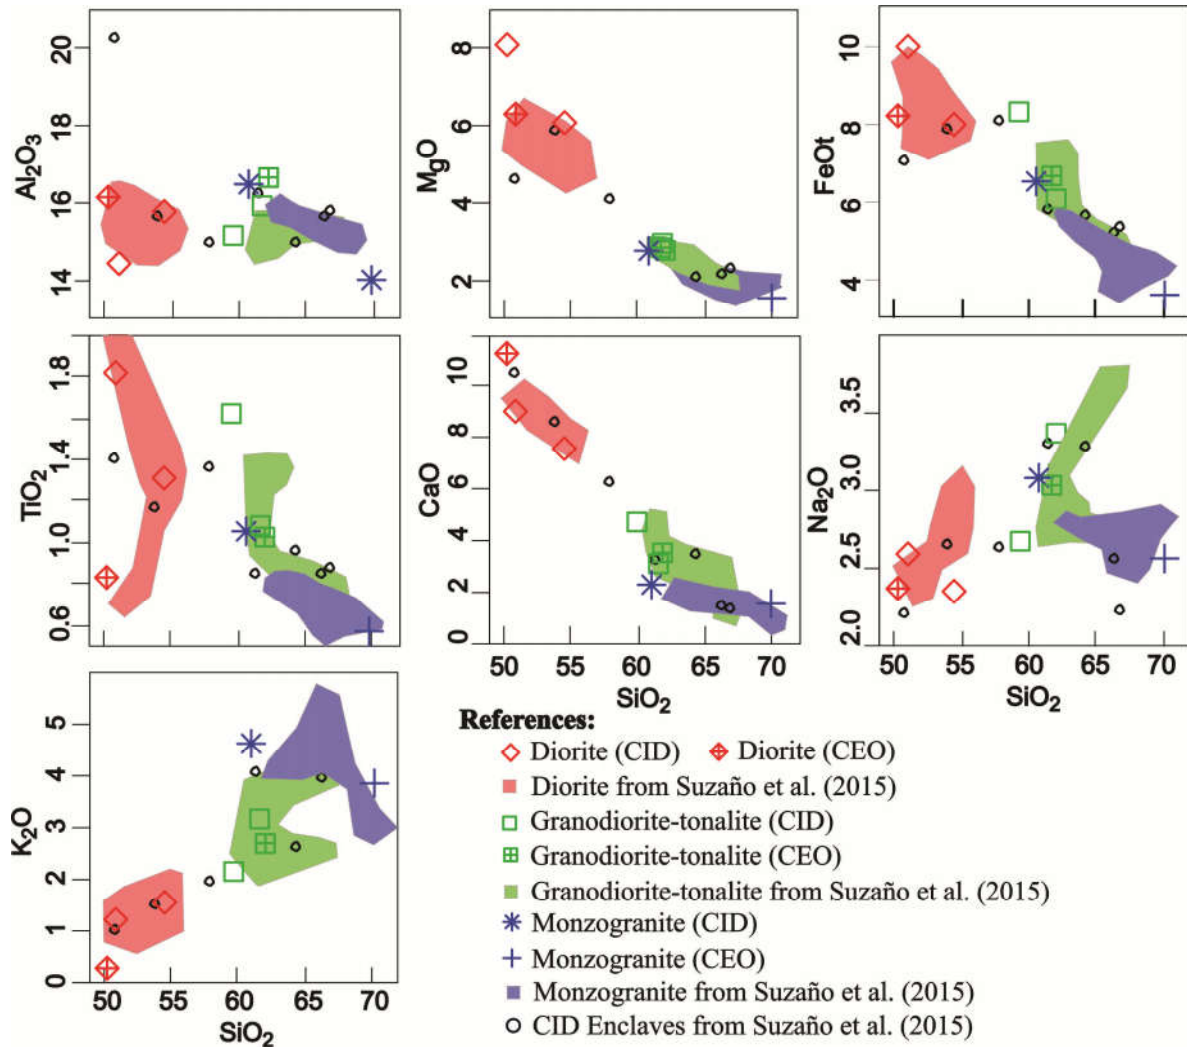 Al2O3
20
18
16
14
MgO
8
6
4
2
FeOt
10
8
6
4
TiO2
1.8
1.4
1.0
0.6
CaO
10
8
6
4
2
0
50 55 60 65 70
SiO2
Na2O
3.5
3.0
2.5
2.0
50 55 60 65 70
SiO2
K2O
5
4
3
2
1
0
50 55 60 65 70
SiO2
References:
Diorite (CID) Diorite (CEO)
Diorite from Suzaño et al. (2015)
Granodiorite-tonalite (CID)
Granodiorite-tonalite (CEO)
Granodiorite-tonalite from Suzaño et al. (2015)
Monzogranite (CID)
Monzogranite (CEO)
Monzogranite from Suzaño et al. (2015)
CID Enclaves from Suzaño et al. (2015)